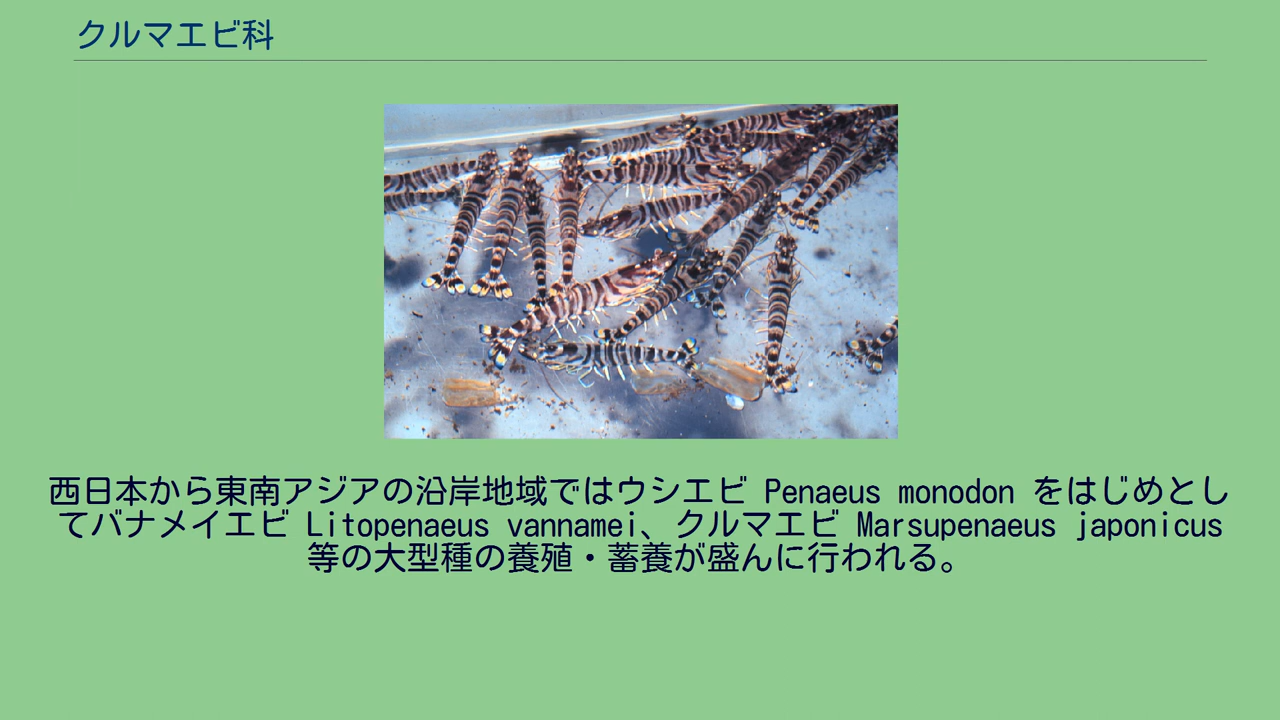 クルマエビ科
西日本から東南アジアの沿岸地域ではウシエビ Penaeus monodon をはじめとし
てバナメイエビ Litopenaeus vannamei、クルマエビ Marsupenaeus japonicus
等の大型種の養殖・蓄養が盛んに行われる。